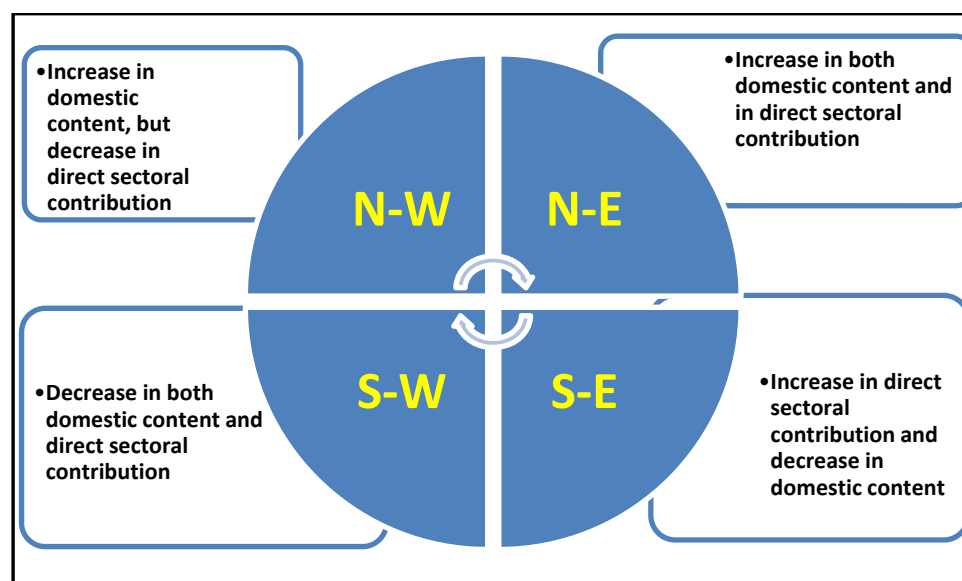 •Increase in
domestic
content, but
decrease in
direct sectoral
contribution
•Increase in both
domestic content and
in direct sectoral
contribution
N-W
N-E
S-W
S-E
•Decrease in both
domestic content and
direct sectoral
contribution
•Increase in direct
sectoral
contribution and
decrease in
domestic content